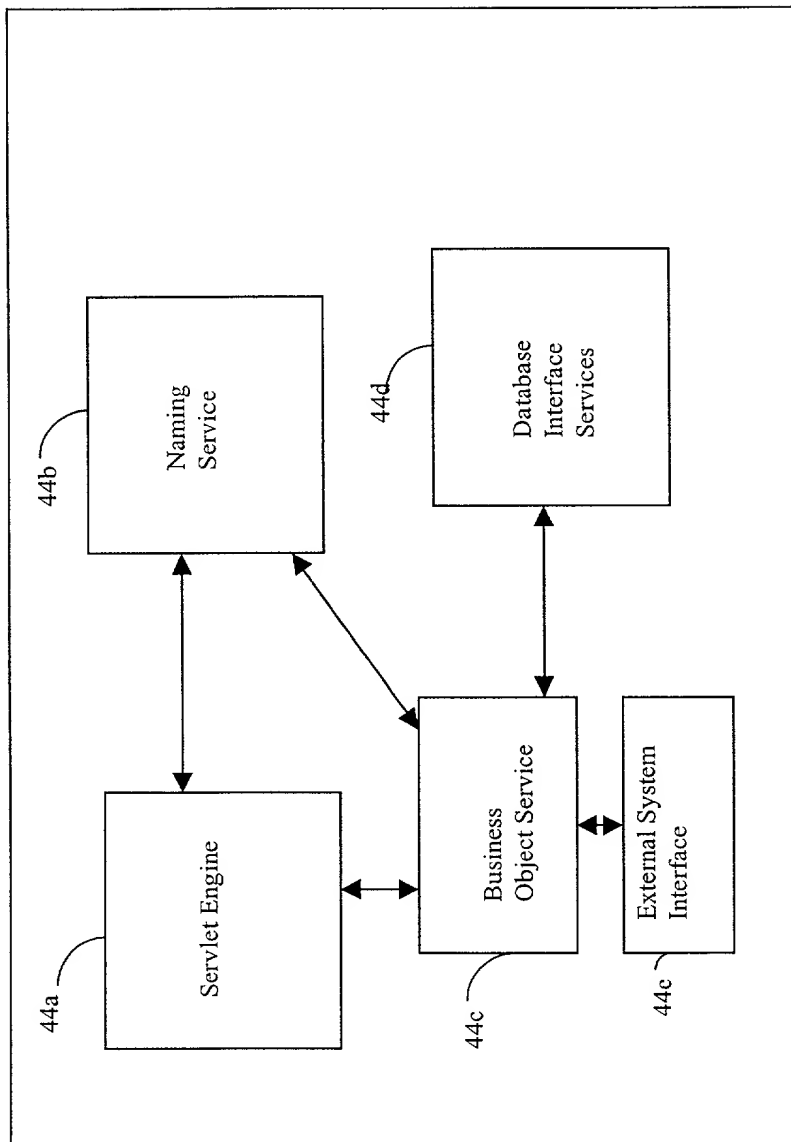 44a
Servlet Engine
44b
Naming
Service
44c
Business
Object Service
44d
Database
Interface
Services
External System
Interface
44c